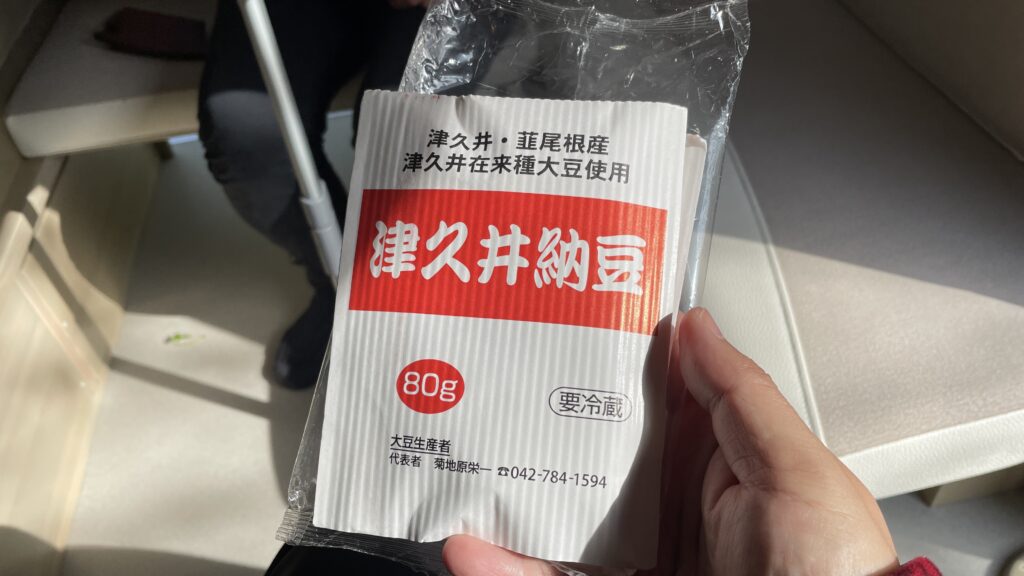 津久井・韮尾根産
津久井在来種大豆使用
津久井納豆
80g
要冷蔵
大豆生産者
代表者　菊地原栄一 ☎042-784-1594